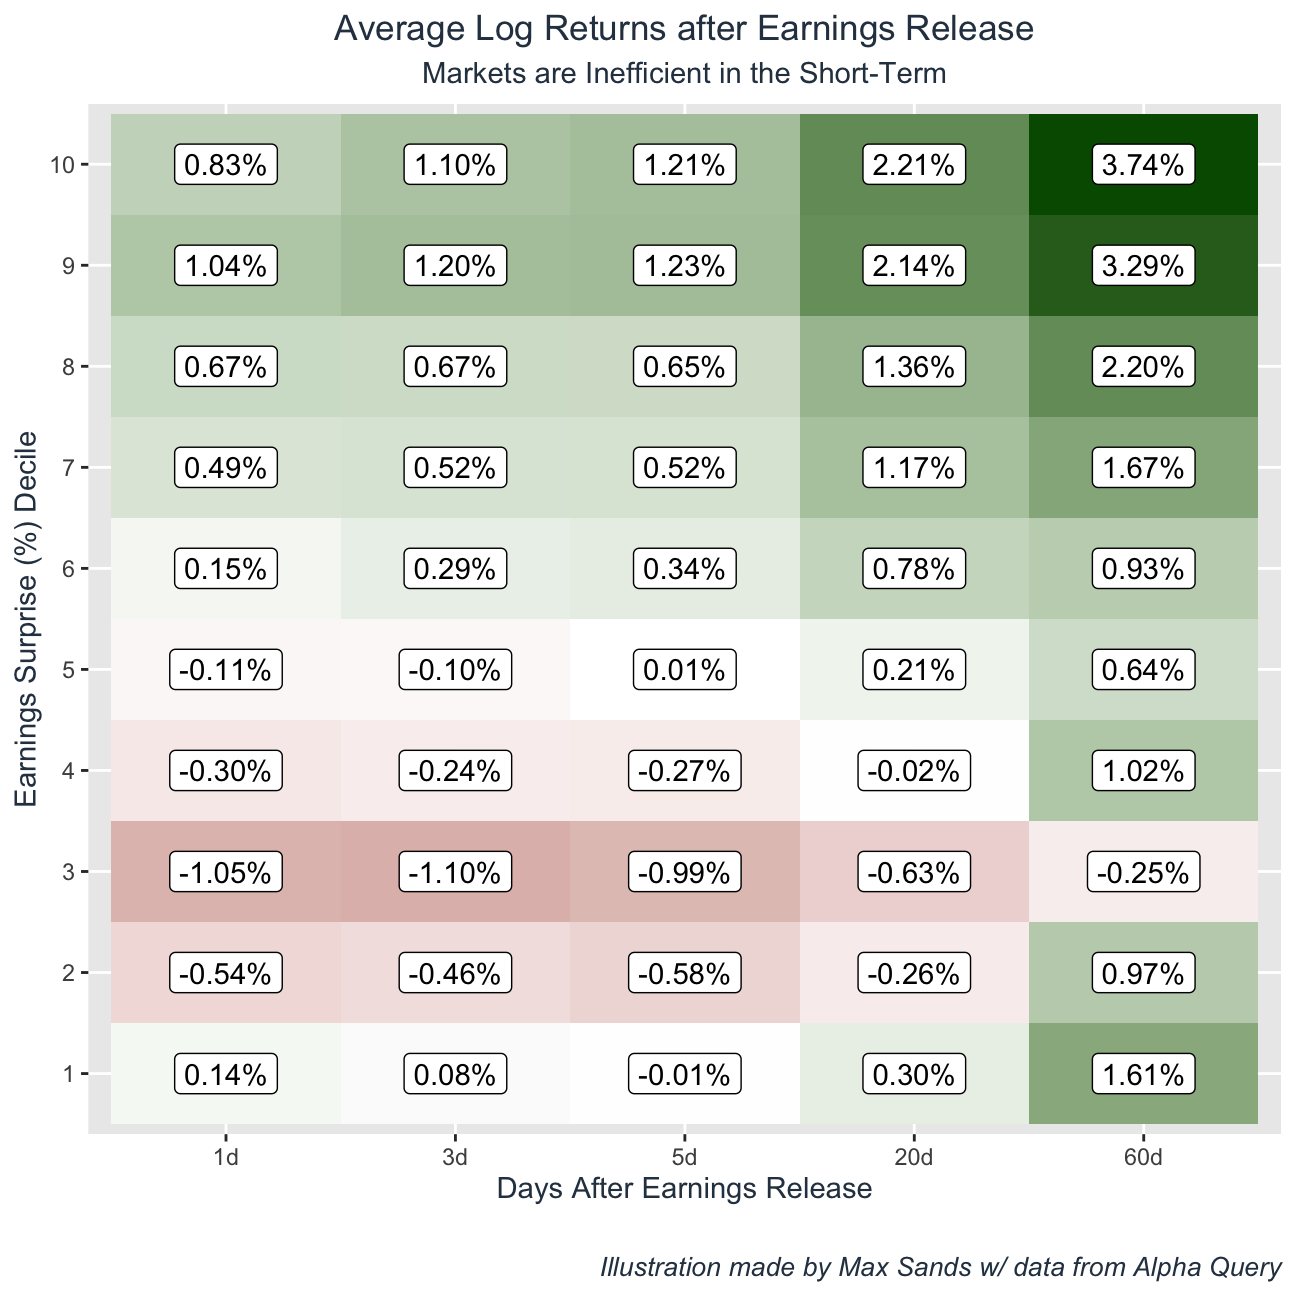 Average Log Returns after Earnings Release
Markets are Inefficient in the Short-Term
Earnings Surprise (%) Decile
10 0.83% 1.10% 1.21% 2.21% 3.74%
9 1.04% 1.20% 1.23% 2.14% 3.29%
8 0.67% 0.67% 0.65% 1.36% 2.20%
7 0.49% 0.52% 0.52% 1.17% 1.67%
6 0.15% 0.29% 0.34% 0.78% 0.93%
5 -0.11% -0.10% 0.01% 0.21% 0.64%
4 -0.30% -0.24% -0.27% -0.02% 1.02%
3 -1.05% -1.10% -0.99% -0.63% -0.25%
2 -0.54% -0.46% -0.58% -0.26% 0.97%
1 0.14% 0.08% -0.01% 0.30% 1.61%
1d 3d 5d 20d 60d
Days After Earnings Release
Illustration made by Max Sands w/ data from Alpha Query